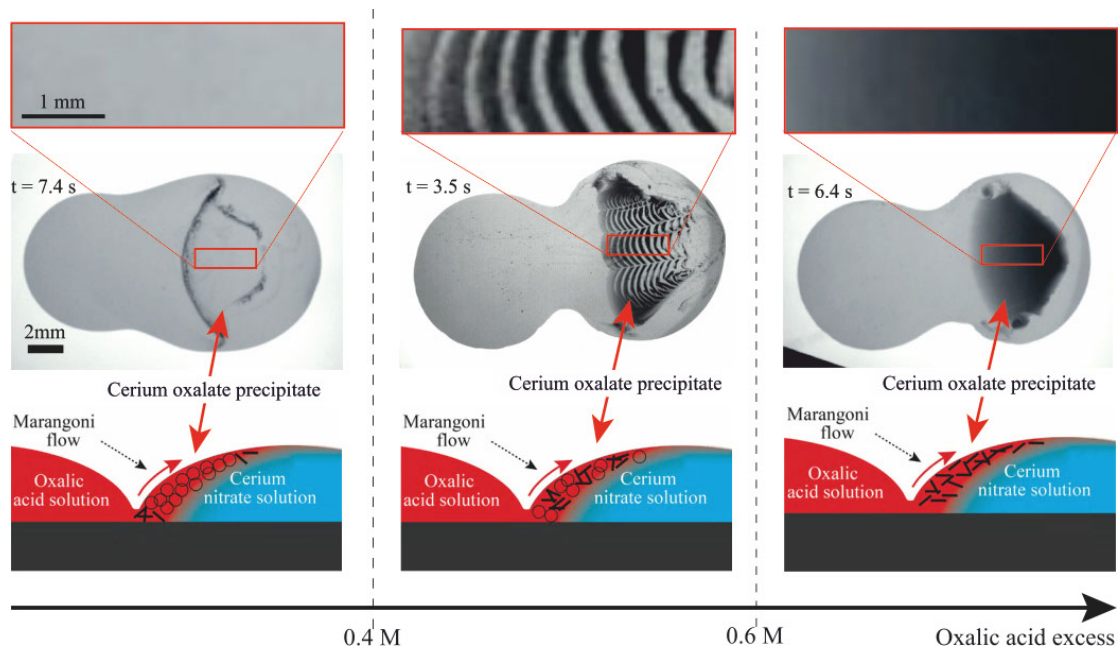 1 mm
t = 7.4 s
t = 3.5 s
t = 6.4 s
2mm
Cerium oxalate precipitate
Cerium oxalate precipitate
Cerium oxalate precipitate
Marangoni
flow
Oxalic
acid solution
Cerium
nitrate solution
Marangoni
flow
Oxalic
acid solution
Cerium
nitrate solution
Marangoni
flow
Oxalic
acid solution
Cerium
nitrate solution
0.4 M
0.6 M
Oxalic acid excess